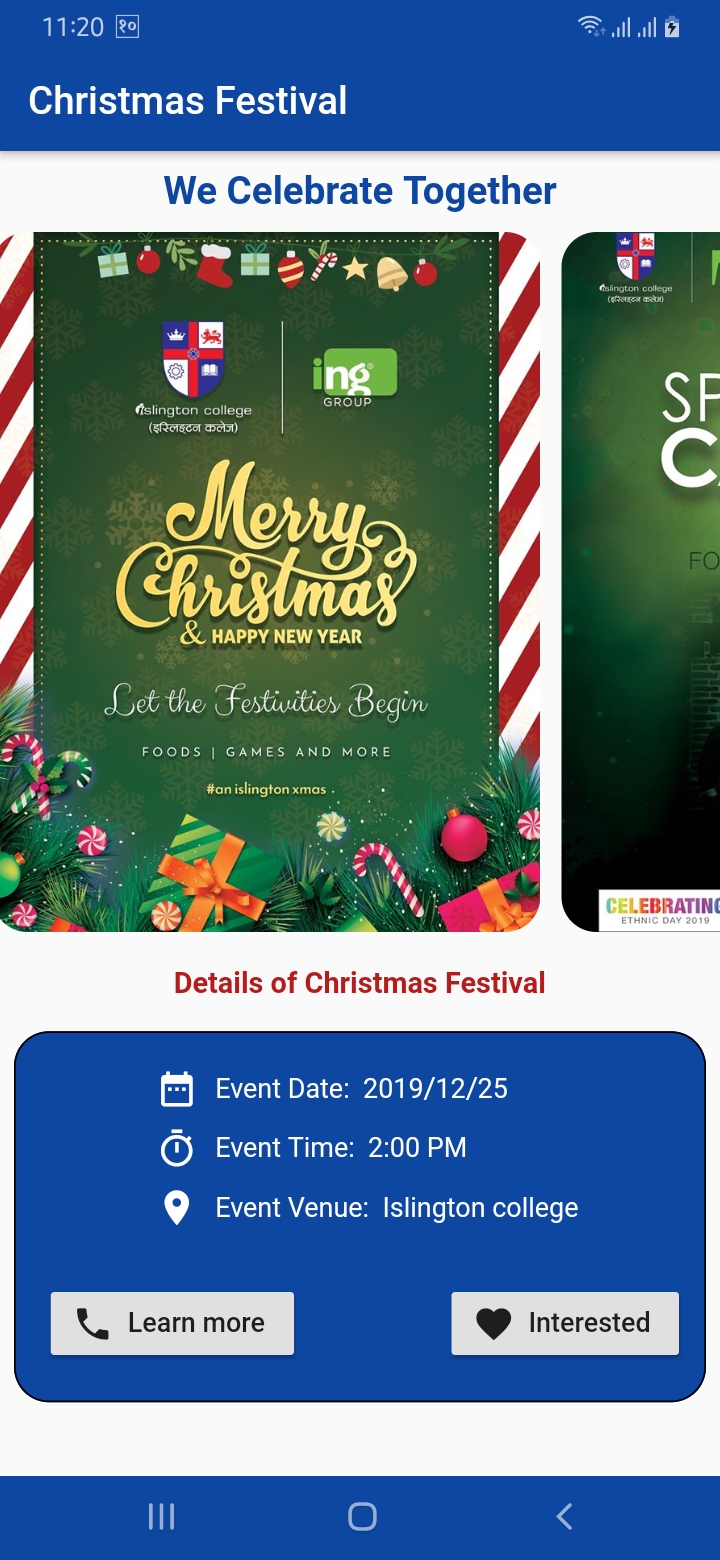 11:20 १०
Christmas Festival
We Celebrate Together
islington college
(इस्लिङ्टन कलेज)
ing®
GROUP
Merry
Christmas
& HAPPY NEW YEAR
Let the Festivities Begin
FOODS | GAMES AND MORE
#an islington xmas
islington college
(इस्लिङ्टन कलेज)
SP
CA
FO
CELEBRATING
ETHNIC DAY 2019
Details of Christmas Festival
Event Date: 2019/12/25
Event Time: 2:00 PM
Event Venue: Islington college
Learn more
Interested